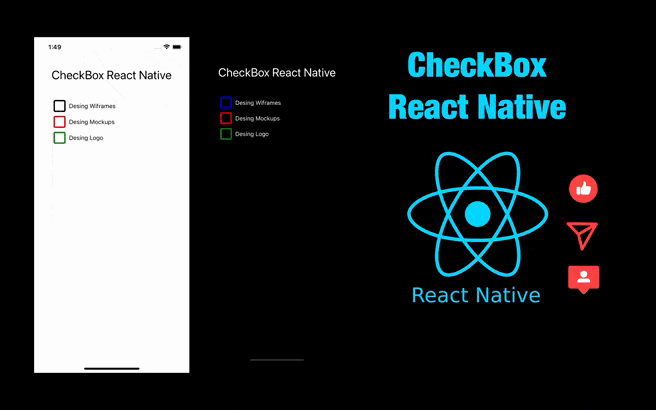 1:49
CheckBox React Native
Desing Wiframes
Desing Mockups
Desing Logo
CheckBox React Native
Desing Wiframes
Desing Mockups
Desing Logo
CheckBox
React Native
React Native